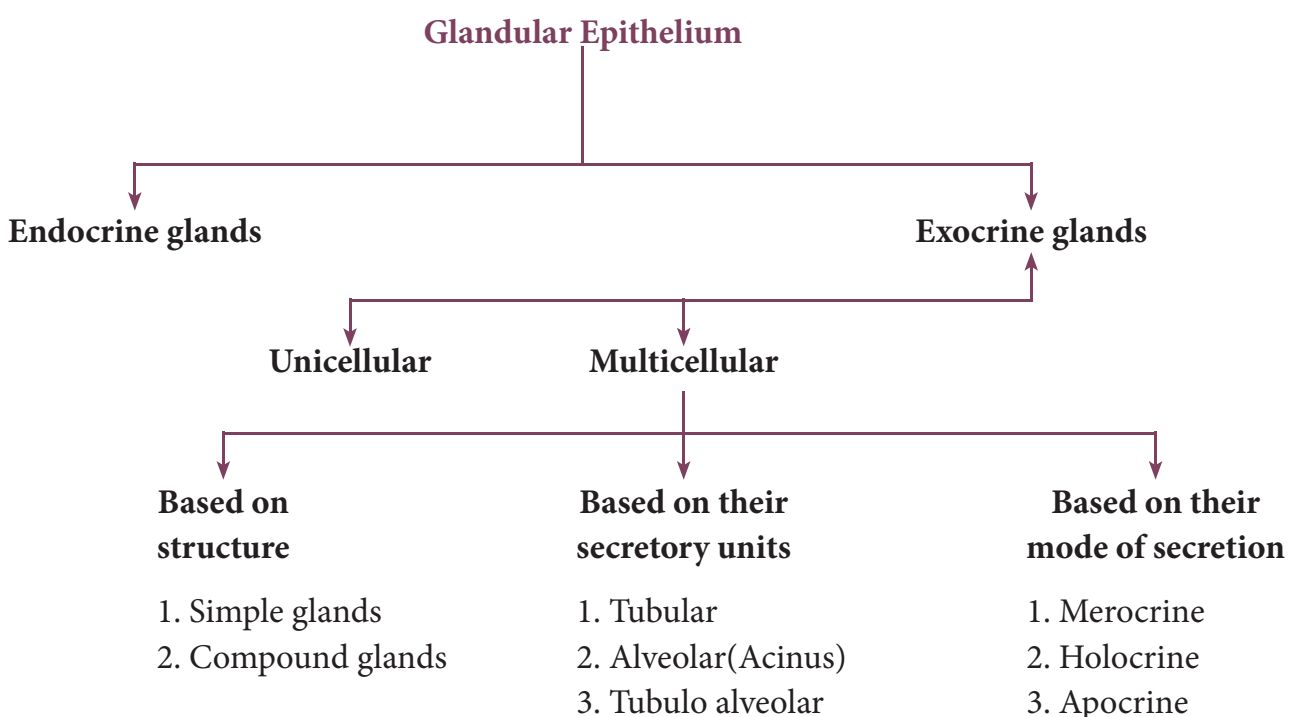 Glandular Epithelium
Endocrine glands
Exocrine glands
Unicellular
Multicellular
Based on
structure
1. Simple glands
2. Compound glands
Based on their
secretory units
1. Tubular
2. Alveolar(Acinus)
3. Tubulo alveolar
Based on their
mode of secretion
1. Merocrine
2. Holocrine
3. Apocrine